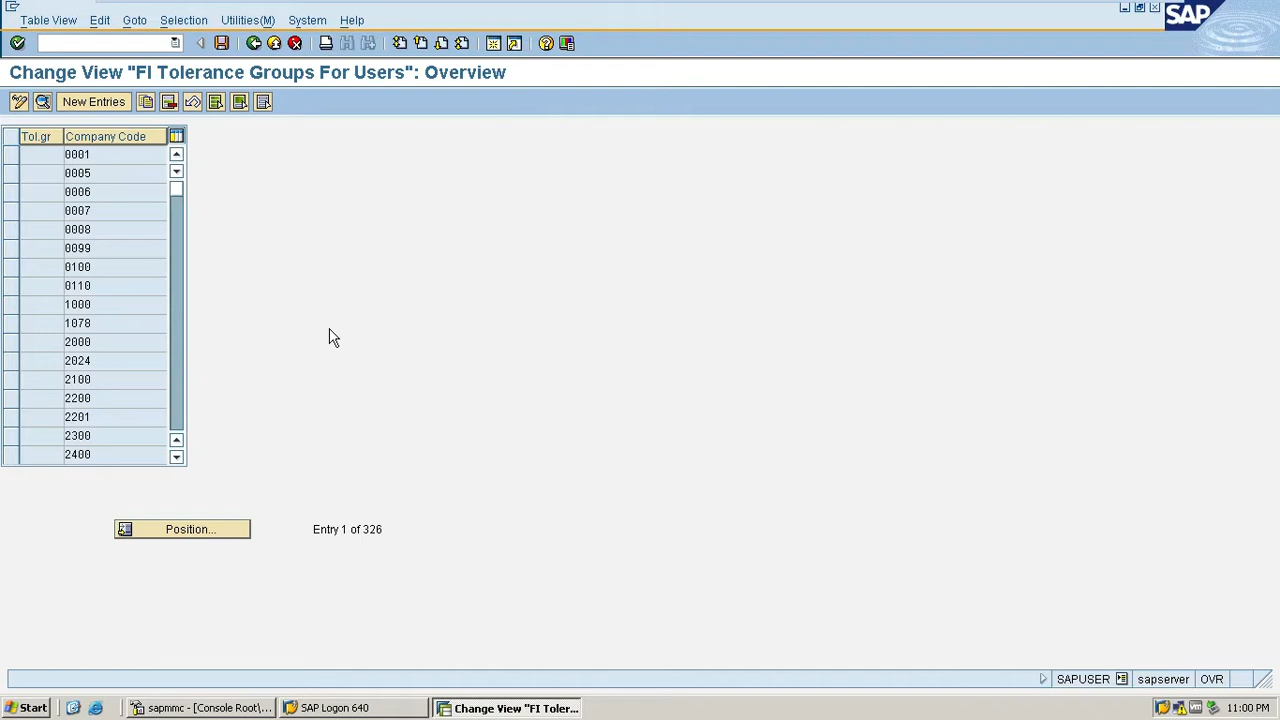 Table View Edit Goto Selection Utilities(M) System Help
SAP
Change View "FI Tolerance Groups For Users": Overview
New Entries
Tol.gr Company Code
0001
0005
0006
0007
0008
0099
0100
0110
1000
1078
2000
2024
2100
2200
2201
2300
2400
Position... Entry 1 of 326
SAPUSER sapserver OVR
Start sapmmc - [Console Root\... SAP Logon 640 Change View "FI Toler... 11:00 PM